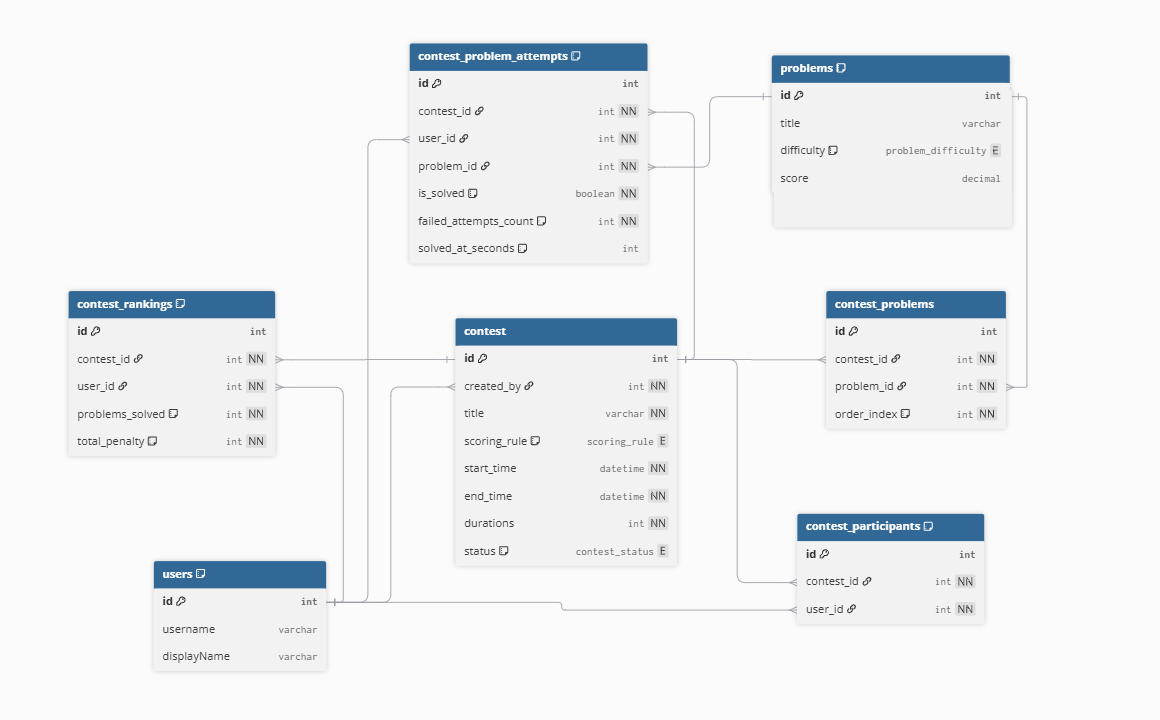 contest_problem_attempts
id int
contest_id int NN
user_id int NN
problem_id int NN
is_solved boolean NN
failed_attempts_count int NN
solved_at_seconds int
problems
id int
title varchar
difficulty problem_difficulty E
score decimal
contest_rankings
id int
contest_id int NN
user_id int NN
problems_solved int NN
total_penalty int NN
contest
id int
created_by int NN
title varchar NN
scoring_rule scoring_rule E
start_time datetime NN
end_time datetime NN
durations int NN
status contest_status E
contest_problems
id int
contest_id int NN
problem_id int NN
order_index int NN
contest_participants
id int
contest_id int NN
user_id int NN
users
id int
username varchar
displayName varchar